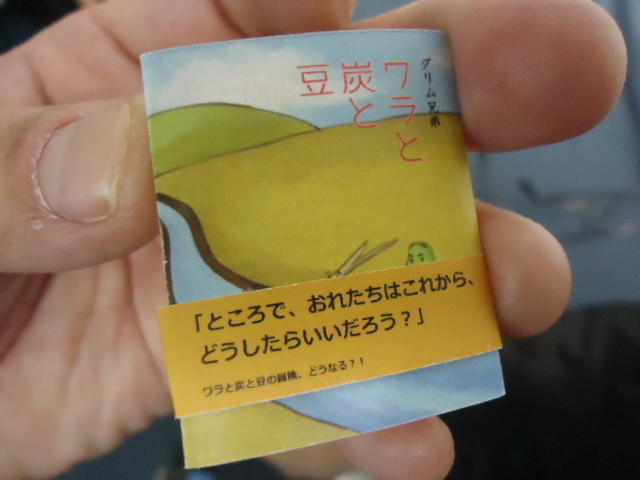 グリム兄弟
ワラと
炭と
豆
「ところで、おれたちはこれから、
どうしたらいいだろう？」
ワラと炭と豆の冒険、どうなる？！